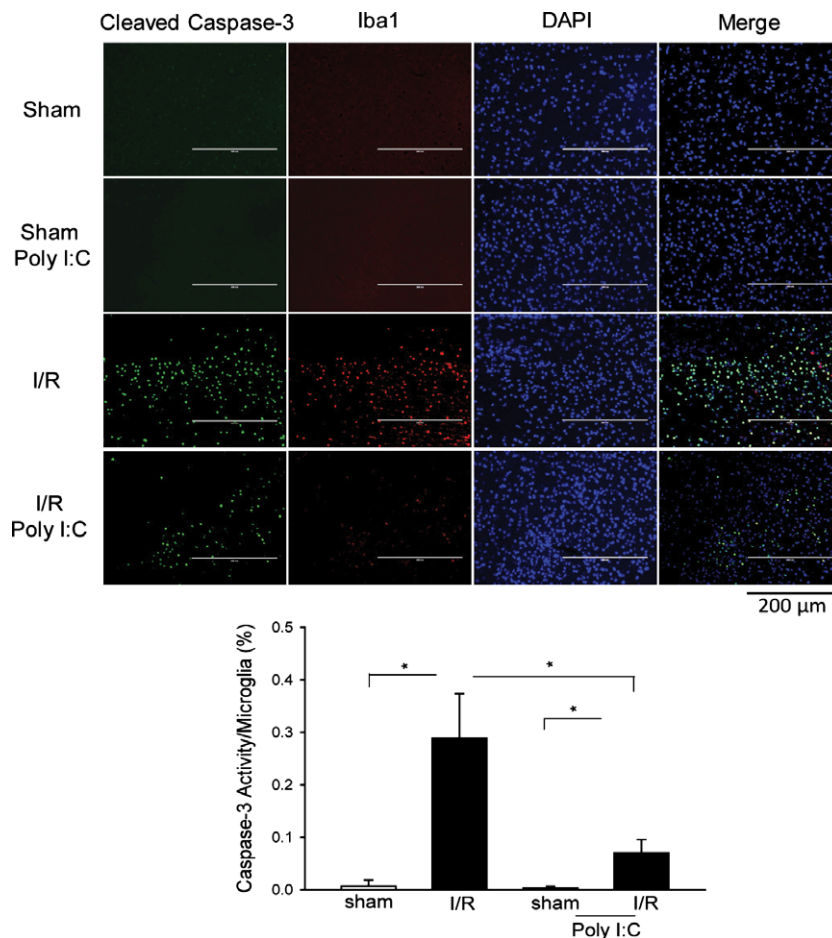 Cleaved Caspase-3 Iba1 DAPI Merge
Sham
Sham
Poly I:C
I/R
I/R
Poly I:C
200 µm
Caspase-3 Activity/Microglia (%)
0.5
0.4
0.3
0.2
0.1
0.0
* * *
sham I/R sham I/R
Poly I:C